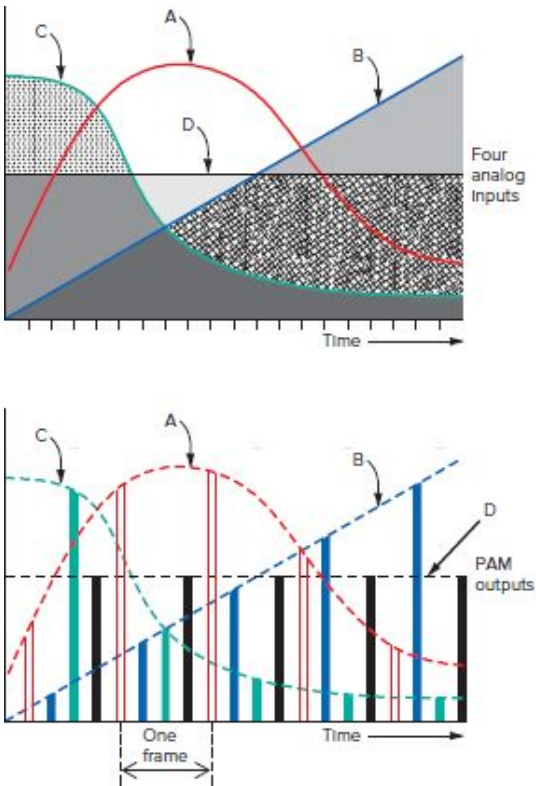 C
A
B
D
Four
analog
inputs
Time
C
A
B
D
PAM
outputs
One
frame
Time